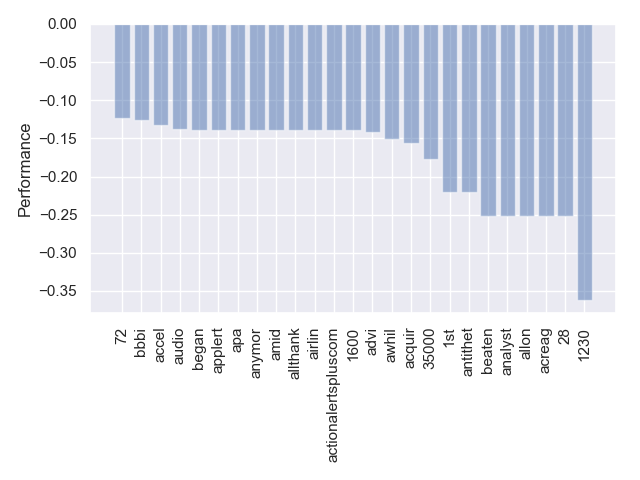 0.00
−0.05
−0.10
−0.15
−0.20
−0.25
−0.30
−0.35
Performance
72
bbbi
accel
audio
began
applert
apa
anymor
amid
allthank
airlin
actionalertspluscom
1600
advi
awhil
acquir
35000
1st
antithet
beaten
analyst
allon
acreag
28
1230